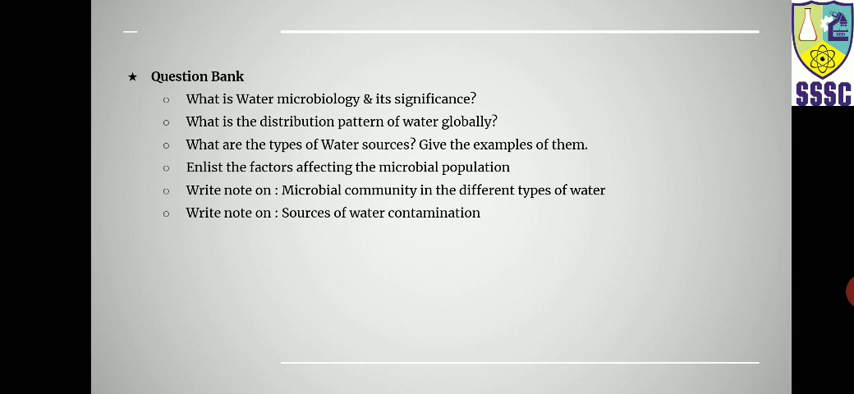 SSSC
★ Question Bank
○ What is Water microbiology & its significance?
○ What is the distribution pattern of water globally?
○ What are the types of Water sources? Give the examples of them.
○ Enlist the factors affecting the microbial population
○ Write note on : Microbial community in the different types of water
○ Write note on : Sources of water contamination